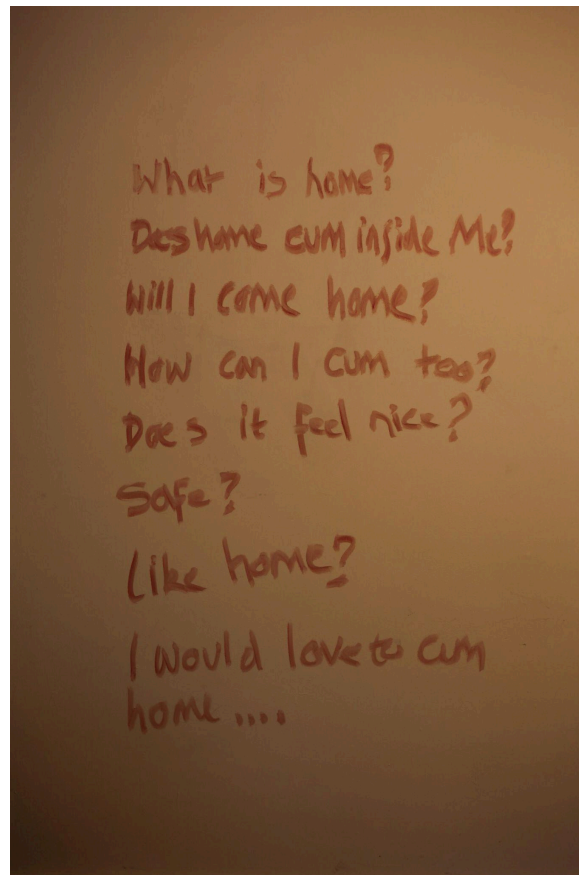 What is home?
Does home cum inside Me?
Will I come home?
How can I cum too?
Does it feel nice?
Safe?
Like home?
I would love to cum
home....